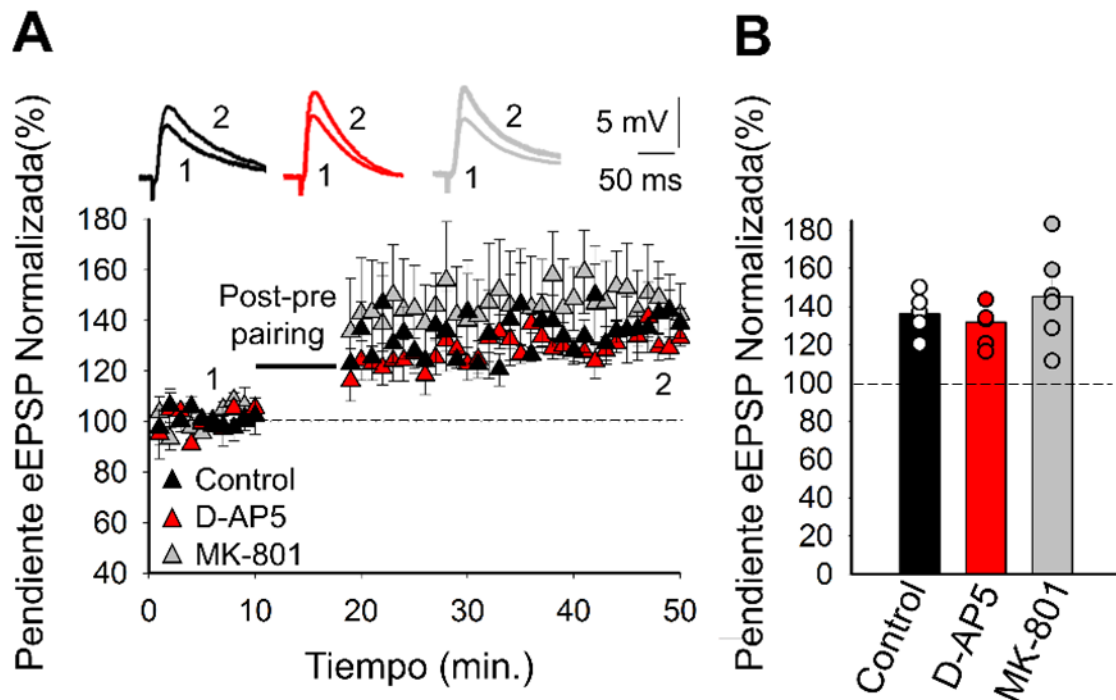 A
B
Pendiente eEPSP Normalizada(%)
1
2
1
2
1
2
5 mV
50 ms
180
160
140
120
100
80
60
40
Post-pre
pairing
1
2
Control
D-AP5
MK-801
0
10
20
30
40
50
Tiempo (min.)
Pendiente eEPSP Normalizada(%)
180
160
140
120
100
80
60
40
20
0
Control
D-AP5
MK-801